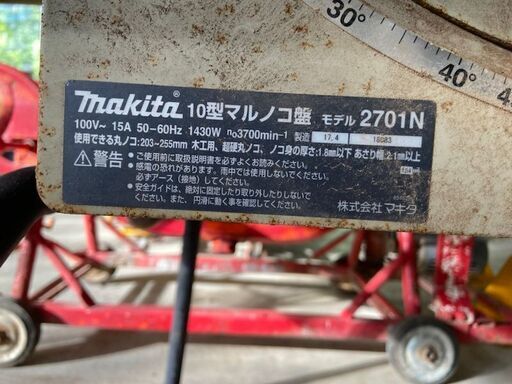 30°
40°
makita® 10型マルノコ盤 モデル 2701N
100V~ 15A 50-60Hz 1430W n₀3700min⁻¹ 製造 17.4 18683
使用できる丸ノコ:203-255mm 木工用、超硬丸ノコ、ノコ身の厚さ:1.8mm以下 あさり幅:2.1mm以上
⚠警告
・ご使用前に取扱説明書を必ずよくお読みください。
・感電の恐れがあります。雨中で使用しないでください。
必ずアース(接地)してください。
・安全ガイドは、絶対に固定したり取り外したりしないで
ください。また、円滑に動く事を確認してください。
株式会社 マキタ